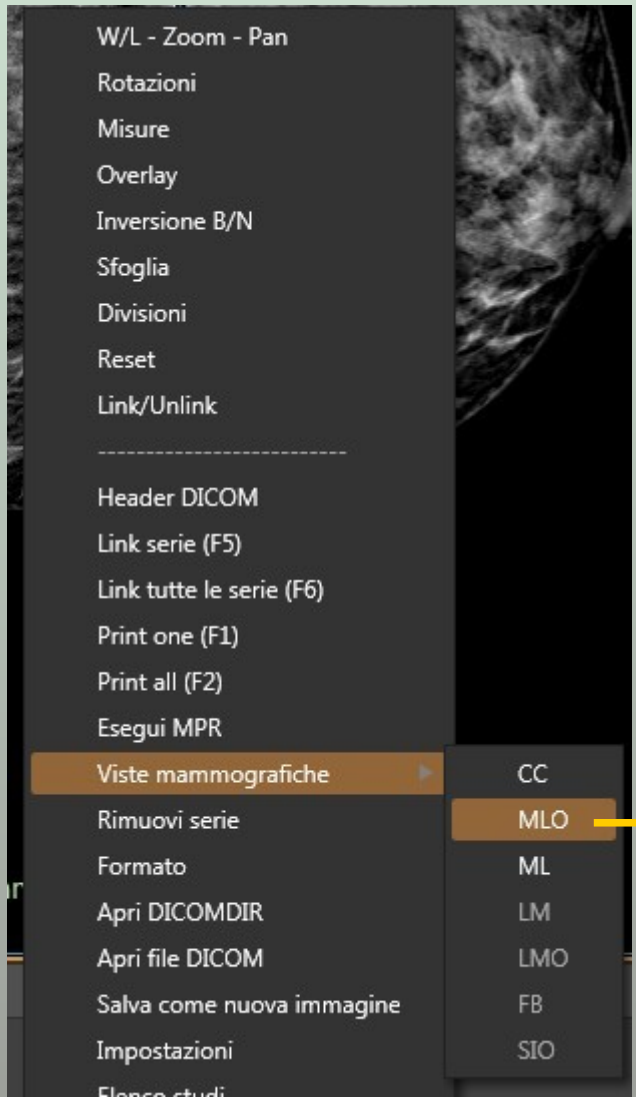 W/L - Zoom - Pan
Rotazioni
Misure
Overlay
Inversione B/N
Sfoglia
Divisioni
Reset
Link/Unlink
--------------------------
Header DICOM
Link serie (F5)
Link tutte le serie (F6)
Print one (F1)
Print all (F2)
Esegui MPR
Viste mammografiche
Rimuovi serie
Formato
Apri DICOMDIR
Apri file DICOM
Salva come nuova immagine
Impostazioni
Elenco studi
CC
MLO
ML
LM
LMO
FB
SIO